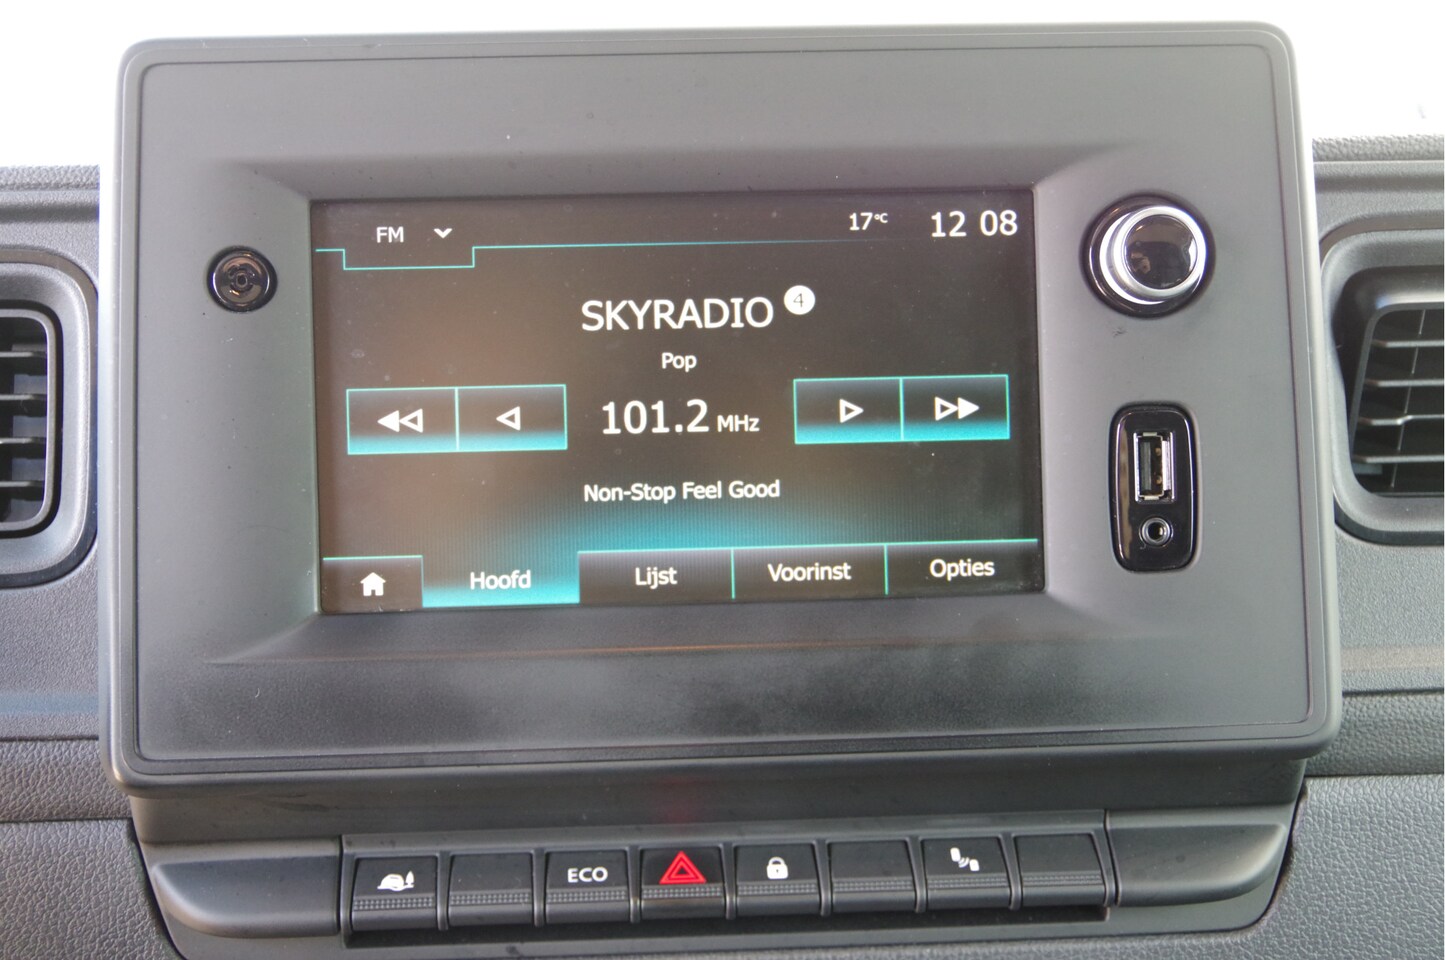 FM
17°C 12 08
SKYRADIO 4
Pop
101.2 MHz
Non-Stop Feel Good
Hoofd Lijst Voorinst Opties
ECO